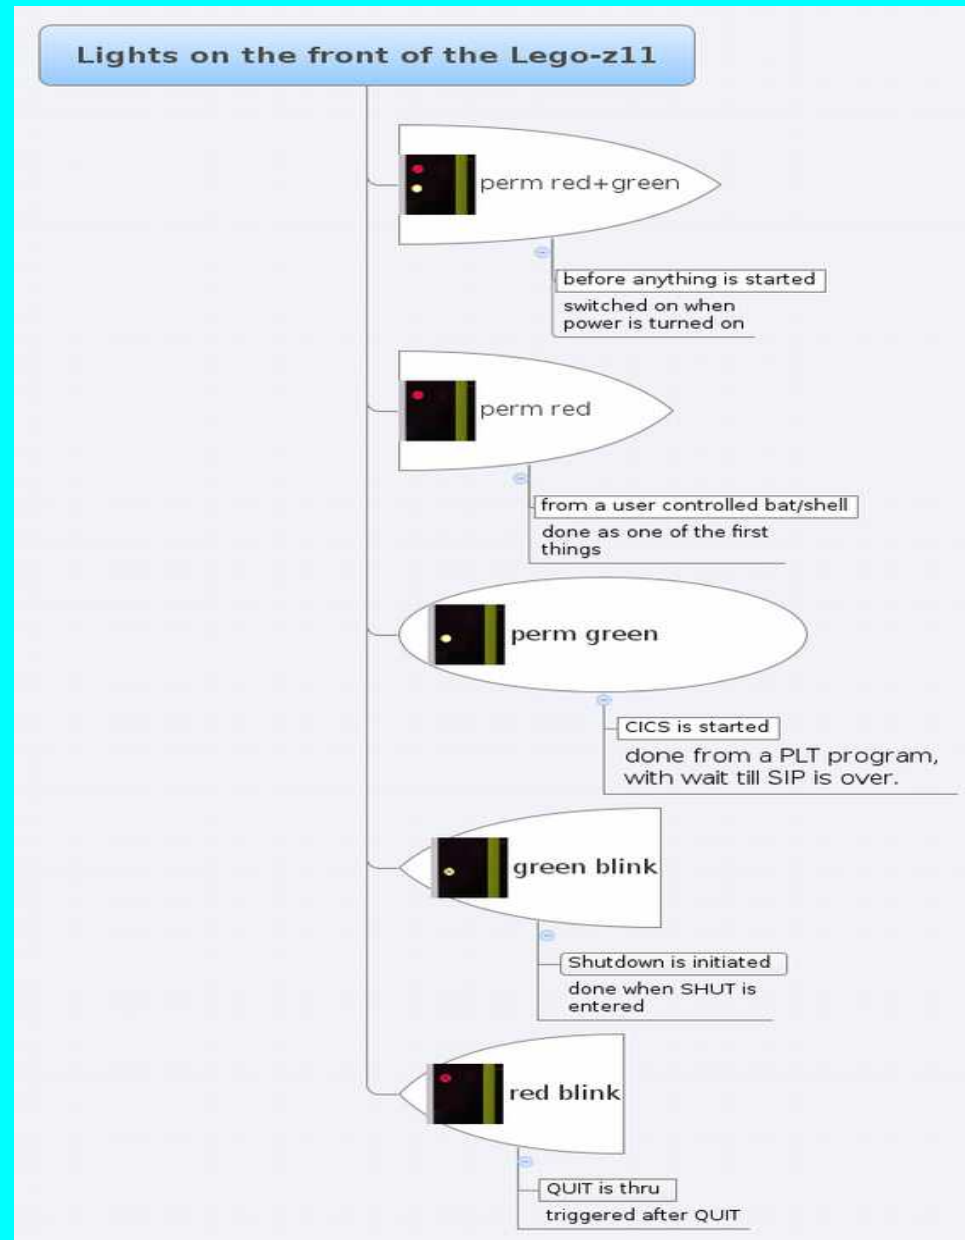 Lights on the front of the Lego-z11
perm red+green
before anything is started
switched on when
power is turned on
perm red
from a user controlled bat/shell
done as one of the first
things
perm green
CICS is started
done from a PLT program,
with wait till SIP is over.
green blink
Shutdown is initiated
done when SHUT is
entered
red blink
QUIT is thru
triggered after QUIT